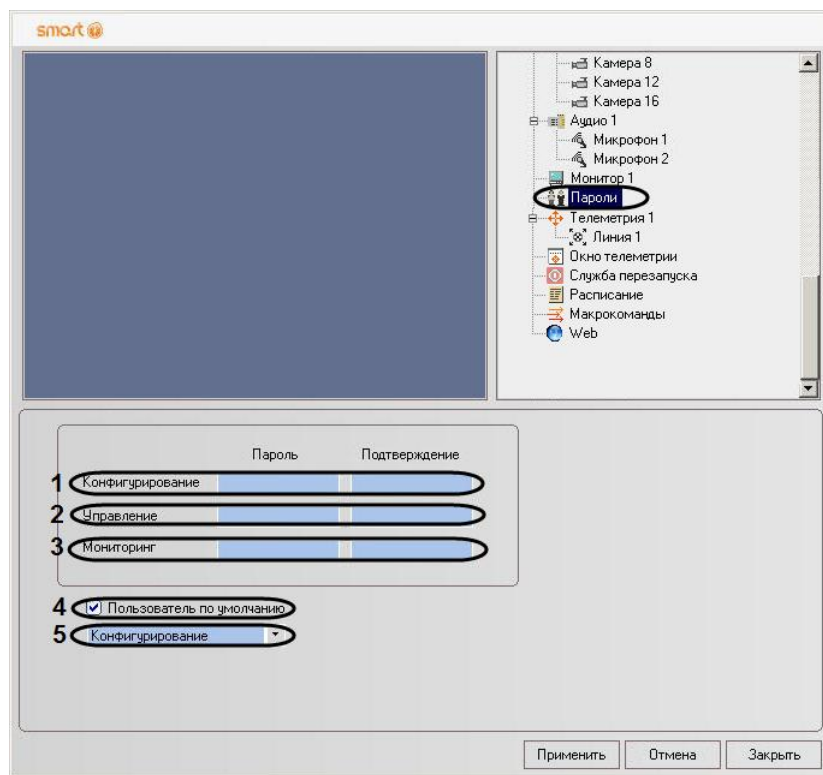 smart
Камера 8
Камера 12
Камера 16
Аудио 1
Микрофон 1
Микрофон 2
Монитор 1
Пароли
Телеметрия 1
Линия 1
Окно телеметрии
Служба перезапуска
Расписание
Макрокоманды
Web
Пароль Подтверждение
1 Конфигурирование
2 Управление
3 Мониторинг
4 Пользователь по умолчанию
5 Конфигурирование
Применить Отмена Закрыть